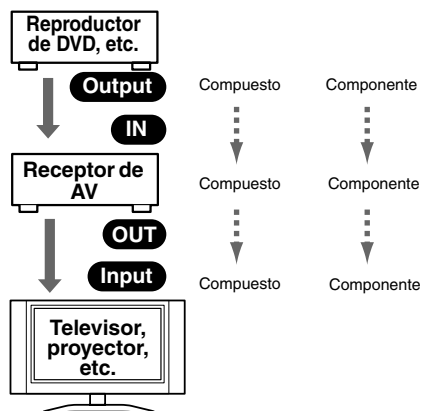 Reproductor
de DVD, etc.
Output Compuesto Componente
IN
Receptor de
AV
Compuesto Componente
OUT
Input Compuesto Componente
Televisor,
proyector,
etc.